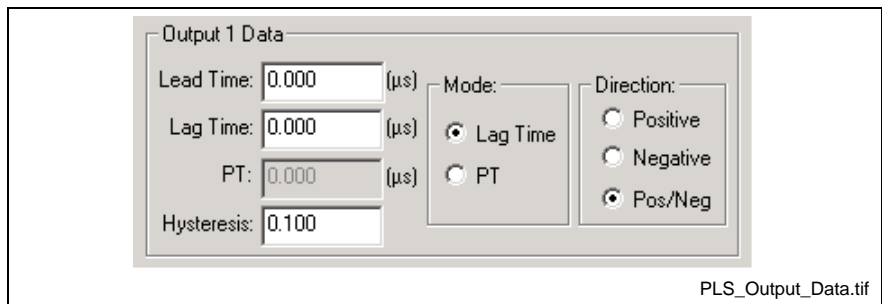 Output 1 Data
Lead Time: 0.000 (µs)
Lag Time: 0.000 (µs)
PT: 0.000 (µs)
Hysteresis: 0.100
Mode:
Lag Time
PT
Direction:
Positive
Negative
Pos/Neg
PLS_Output_Data.tif